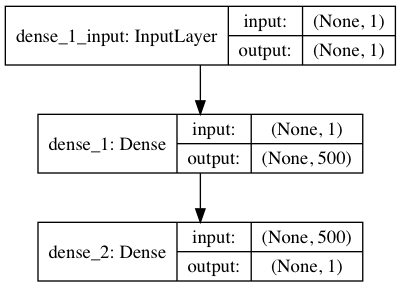 dense_1_input: InputLayer
input: (None, 1)
output: (None, 1)
dense_1: Dense
input: (None, 1)
output: (None, 500)
dense_2: Dense
input: (None, 500)
output: (None, 1)